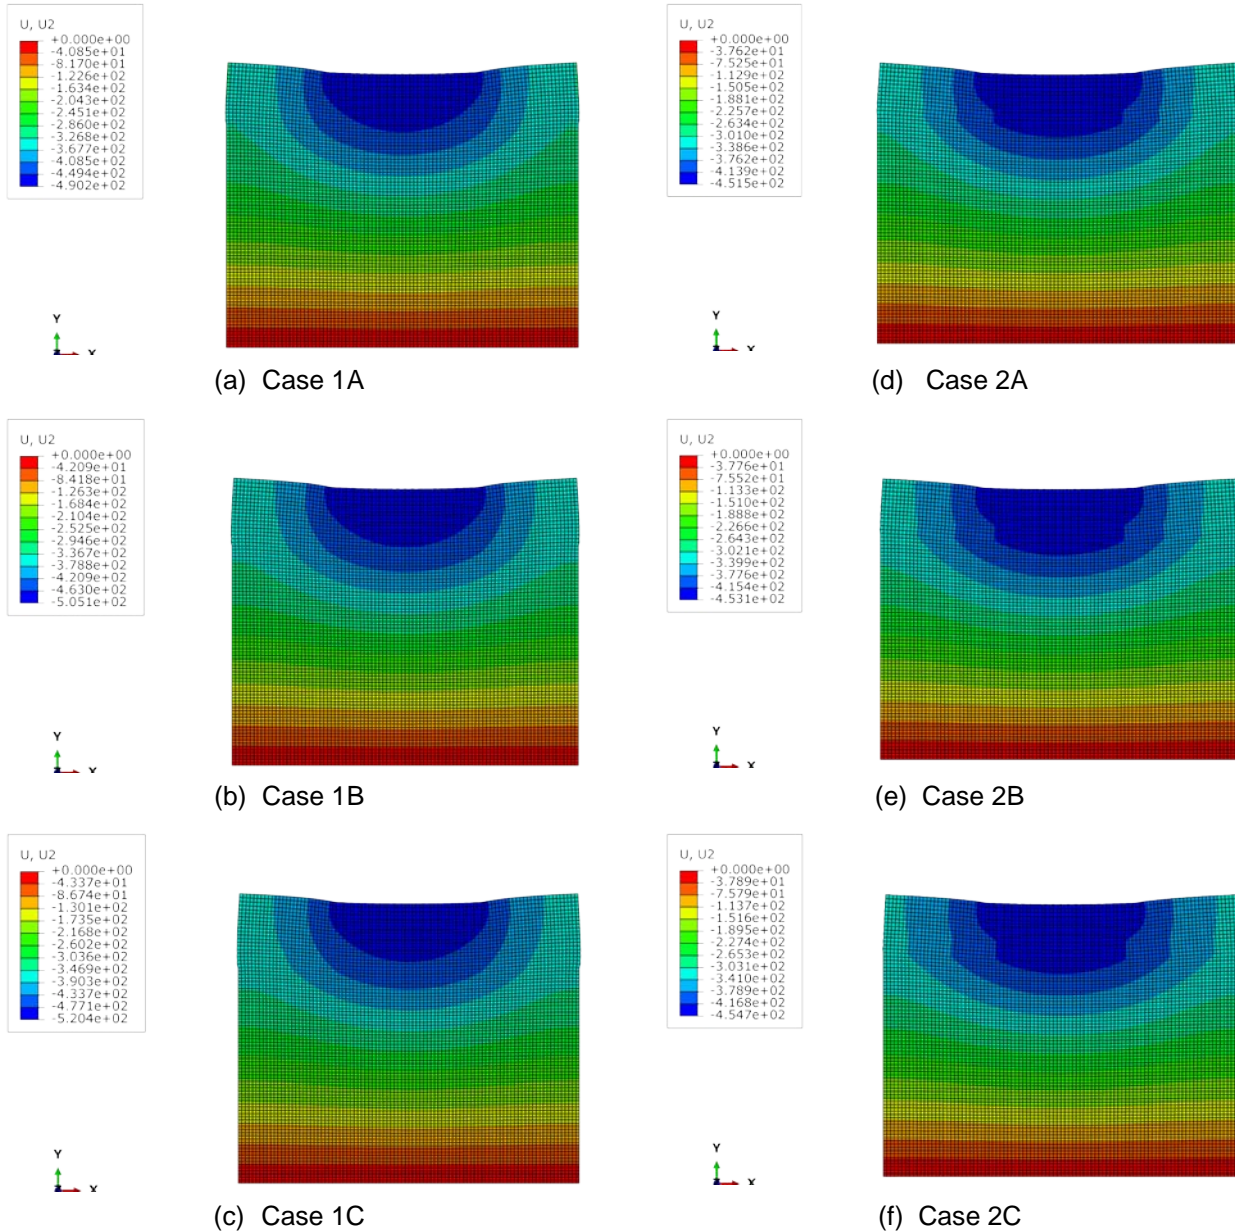 U, U2
+0.000e+00
-4.085e+01
-8.170e+01
-1.226e+02
-1.634e+02
-2.043e+02
-2.451e+02
-2.860e+02
-3.268e+02
-3.677e+02
-4.085e+02
-4.494e+02
-4.902e+02
Y
X
Z
(a) Case 1A
U, U2
+0.000e+00
-3.762e+01
-7.525e+01
-1.129e+02
-1.505e+02
-1.881e+02
-2.257e+02
-2.634e+02
-3.010e+02
-3.386e+02
-3.762e+02
-4.139e+02
-4.515e+02
Y
X
Z
(d) Case 2A
U, U2
+0.000e+00
-4.209e+01
-8.418e+01
-1.263e+02
-1.684e+02
-2.104e+02
-2.525e+02
-2.946e+02
-3.367e+02
-3.788e+02
-4.209e+02
-4.630e+02
-5.051e+02
Y
X
Z
(b) Case 1B
U, U2
+0.000e+00
-3.776e+01
-7.552e+01
-1.133e+02
-1.510e+02
-1.888e+02
-2.266e+02
-2.643e+02
-3.021e+02
-3.399e+02
-3.776e+02
-4.154e+02
-4.531e+02
Y
X
Z
(e) Case 2B
U, U2
+0.000e+00
-4.337e+01
-8.674e+01
-1.301e+02
-1.735e+02
-2.168e+02
-2.602e+02
-3.036e+02
-3.469e+02
-3.903e+02
-4.337e+02
-4.771e+02
-5.204e+02
Y
X
Z
(c) Case 1C
U, U2
+0.000e+00
-3.789e+01
-7.579e+01
-1.137e+02
-1.516e+02
-1.895e+02
-2.274e+02
-2.653e+02
-3.031e+02
-3.410e+02
-3.789e+02
-4.168e+02
-4.547e+02
Y
X
Z
(f) Case 2C